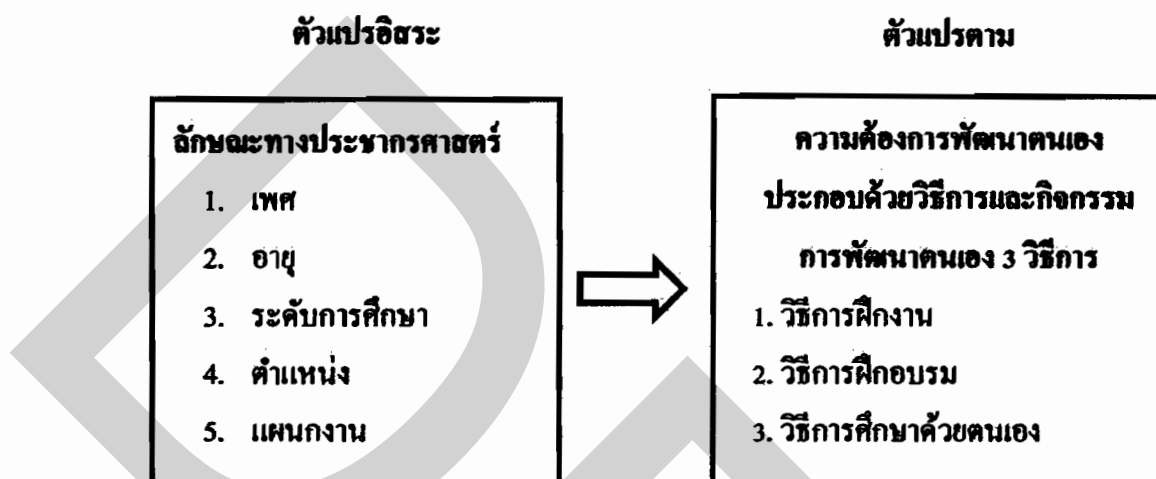 ตัวแปรอิสระ
ลักษณะทางประชากรศาสตร์
1. เพศ
2. อายุ
3. ระดับการศึกษา
4. ตำแหน่ง
5. แผนกงาน
ตัวแปรตาม
ความต้องการพัฒนาตนเอง
ประกอบด้วยวิธีการและกิจกรรม
การพัฒนาตนเอง 3 วิธีการ
1. วิธีการฝึกงาน
2. วิธีการฝึกอบรม
3. วิธีการศึกษาด้วยตนเอง